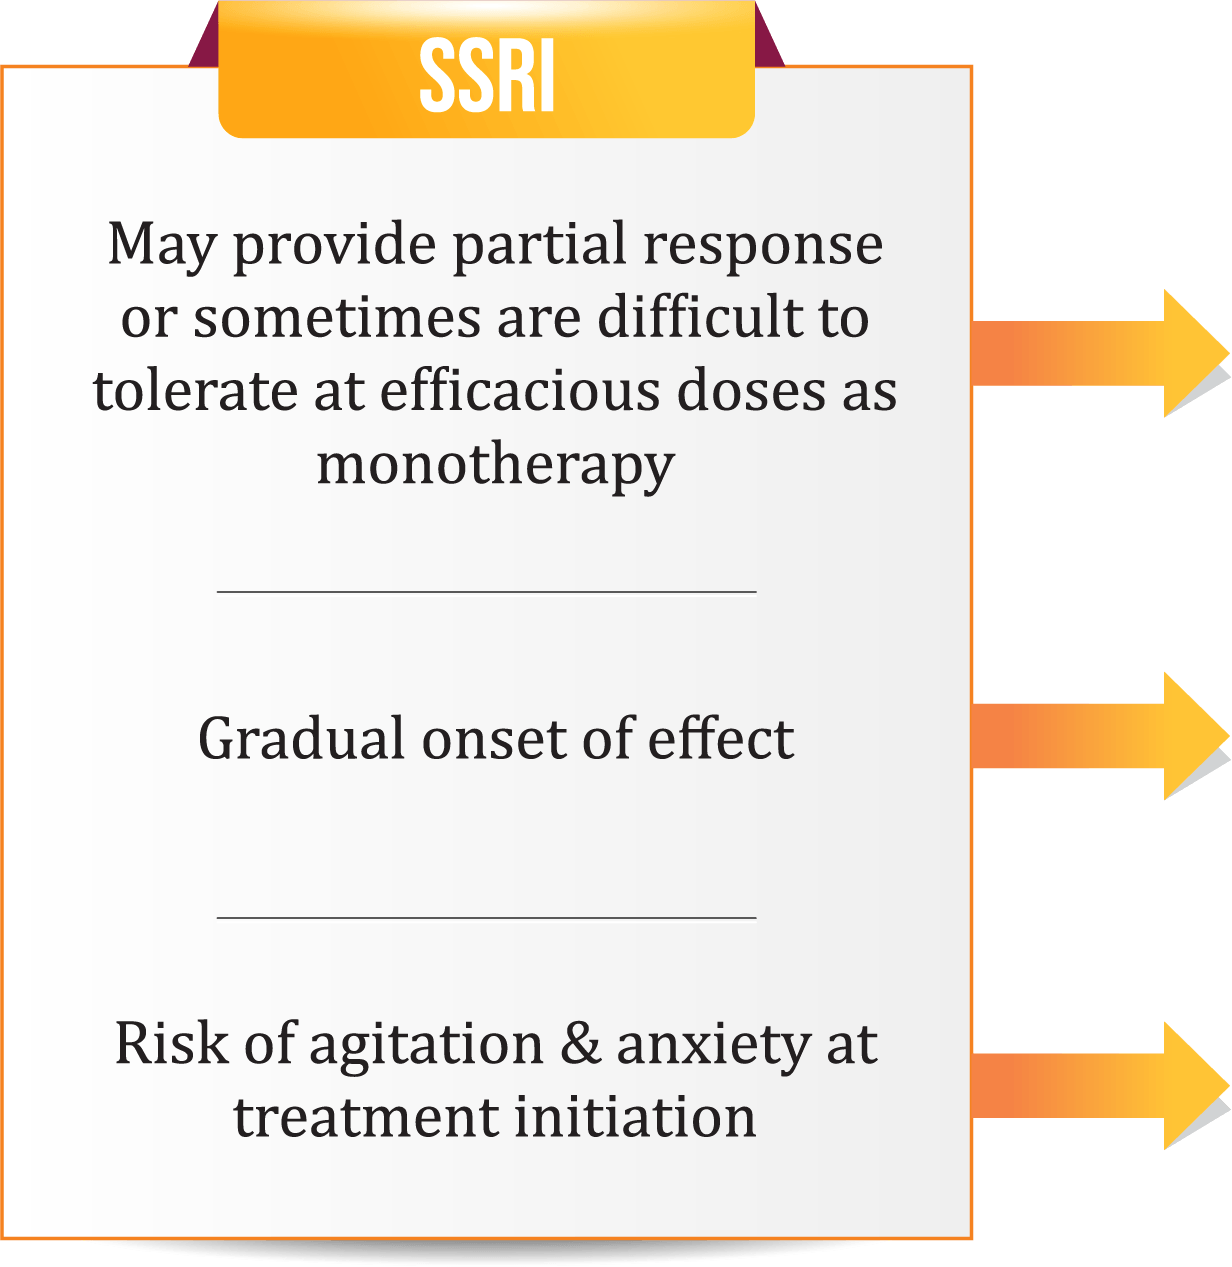 SSRI
May provide partial response
or sometimes are difficult to
tolerate at efficacious doses as
monotherapy
Gradual onset of effect
Risk of agitation & anxiety at
treatment initiation